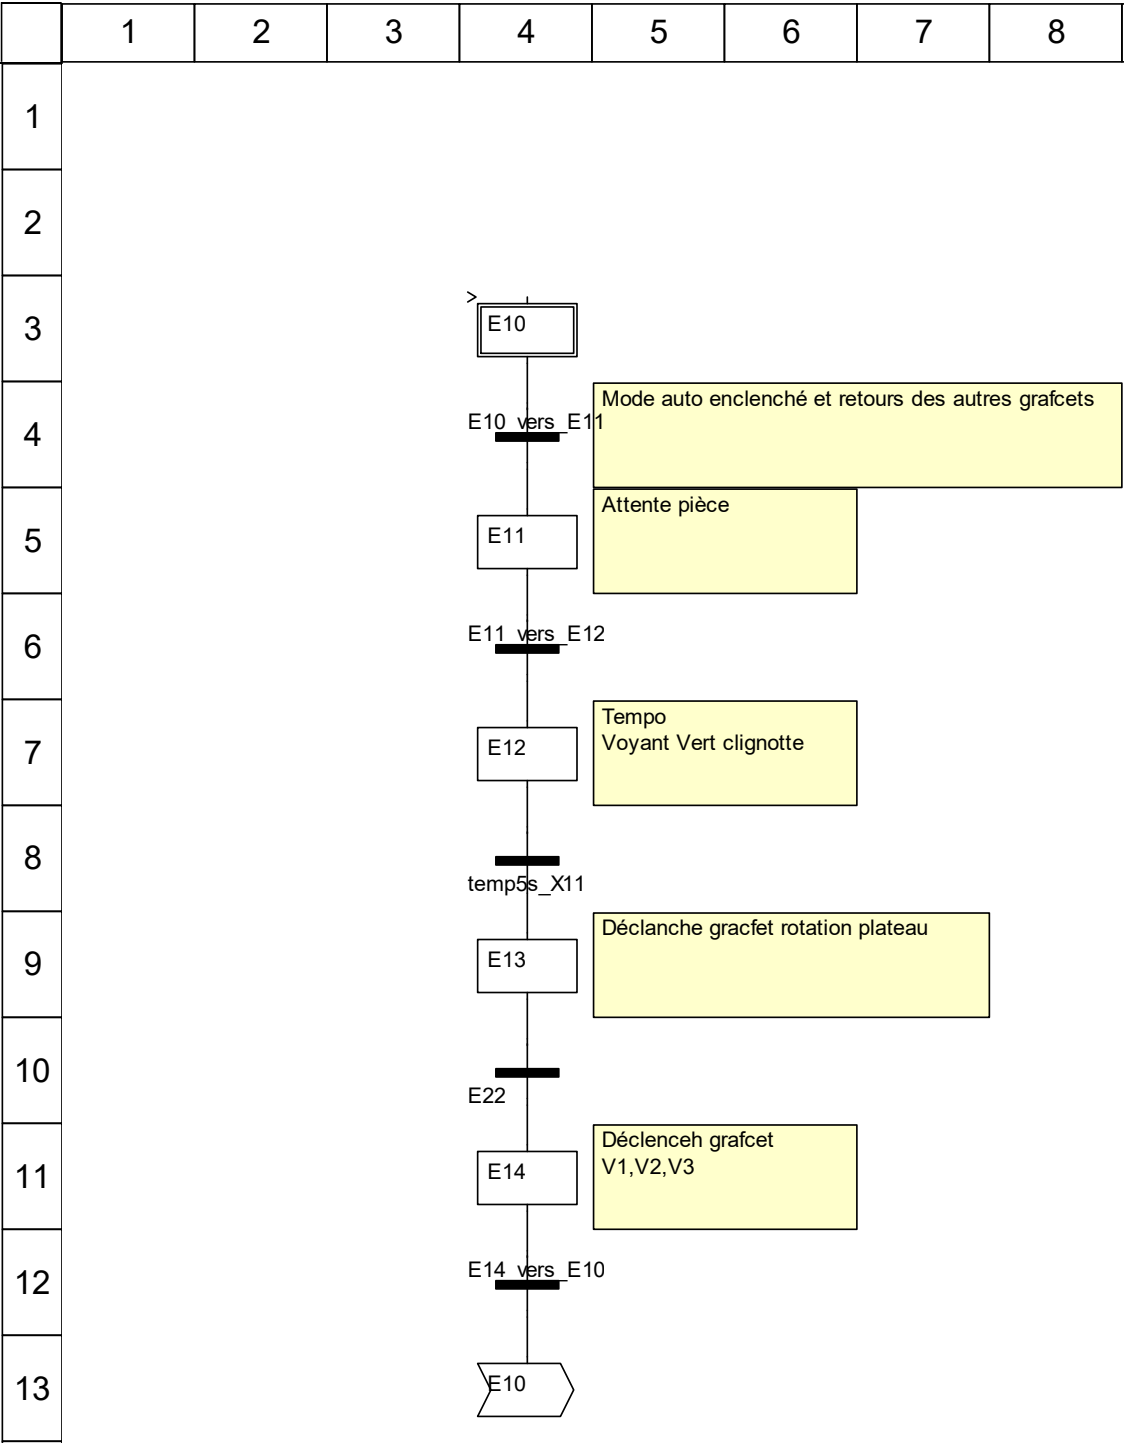 1 2 3 4 5 6 7 8
1
2
3
>
E10
4
E10_vers_E11
Mode auto enclenché et retours des autres grafcets
5
E11
Attente pièce
6
E11_vers_E12
7
E12
Tempo
Voyant Vert clignotte
8
temp5s_X11
9
E13
Déclanche gracfet rotation plateau
10
E22
11
E14
Déclenceh grafcet
V1,V2,V3
12
E14_vers_E10
13
E10